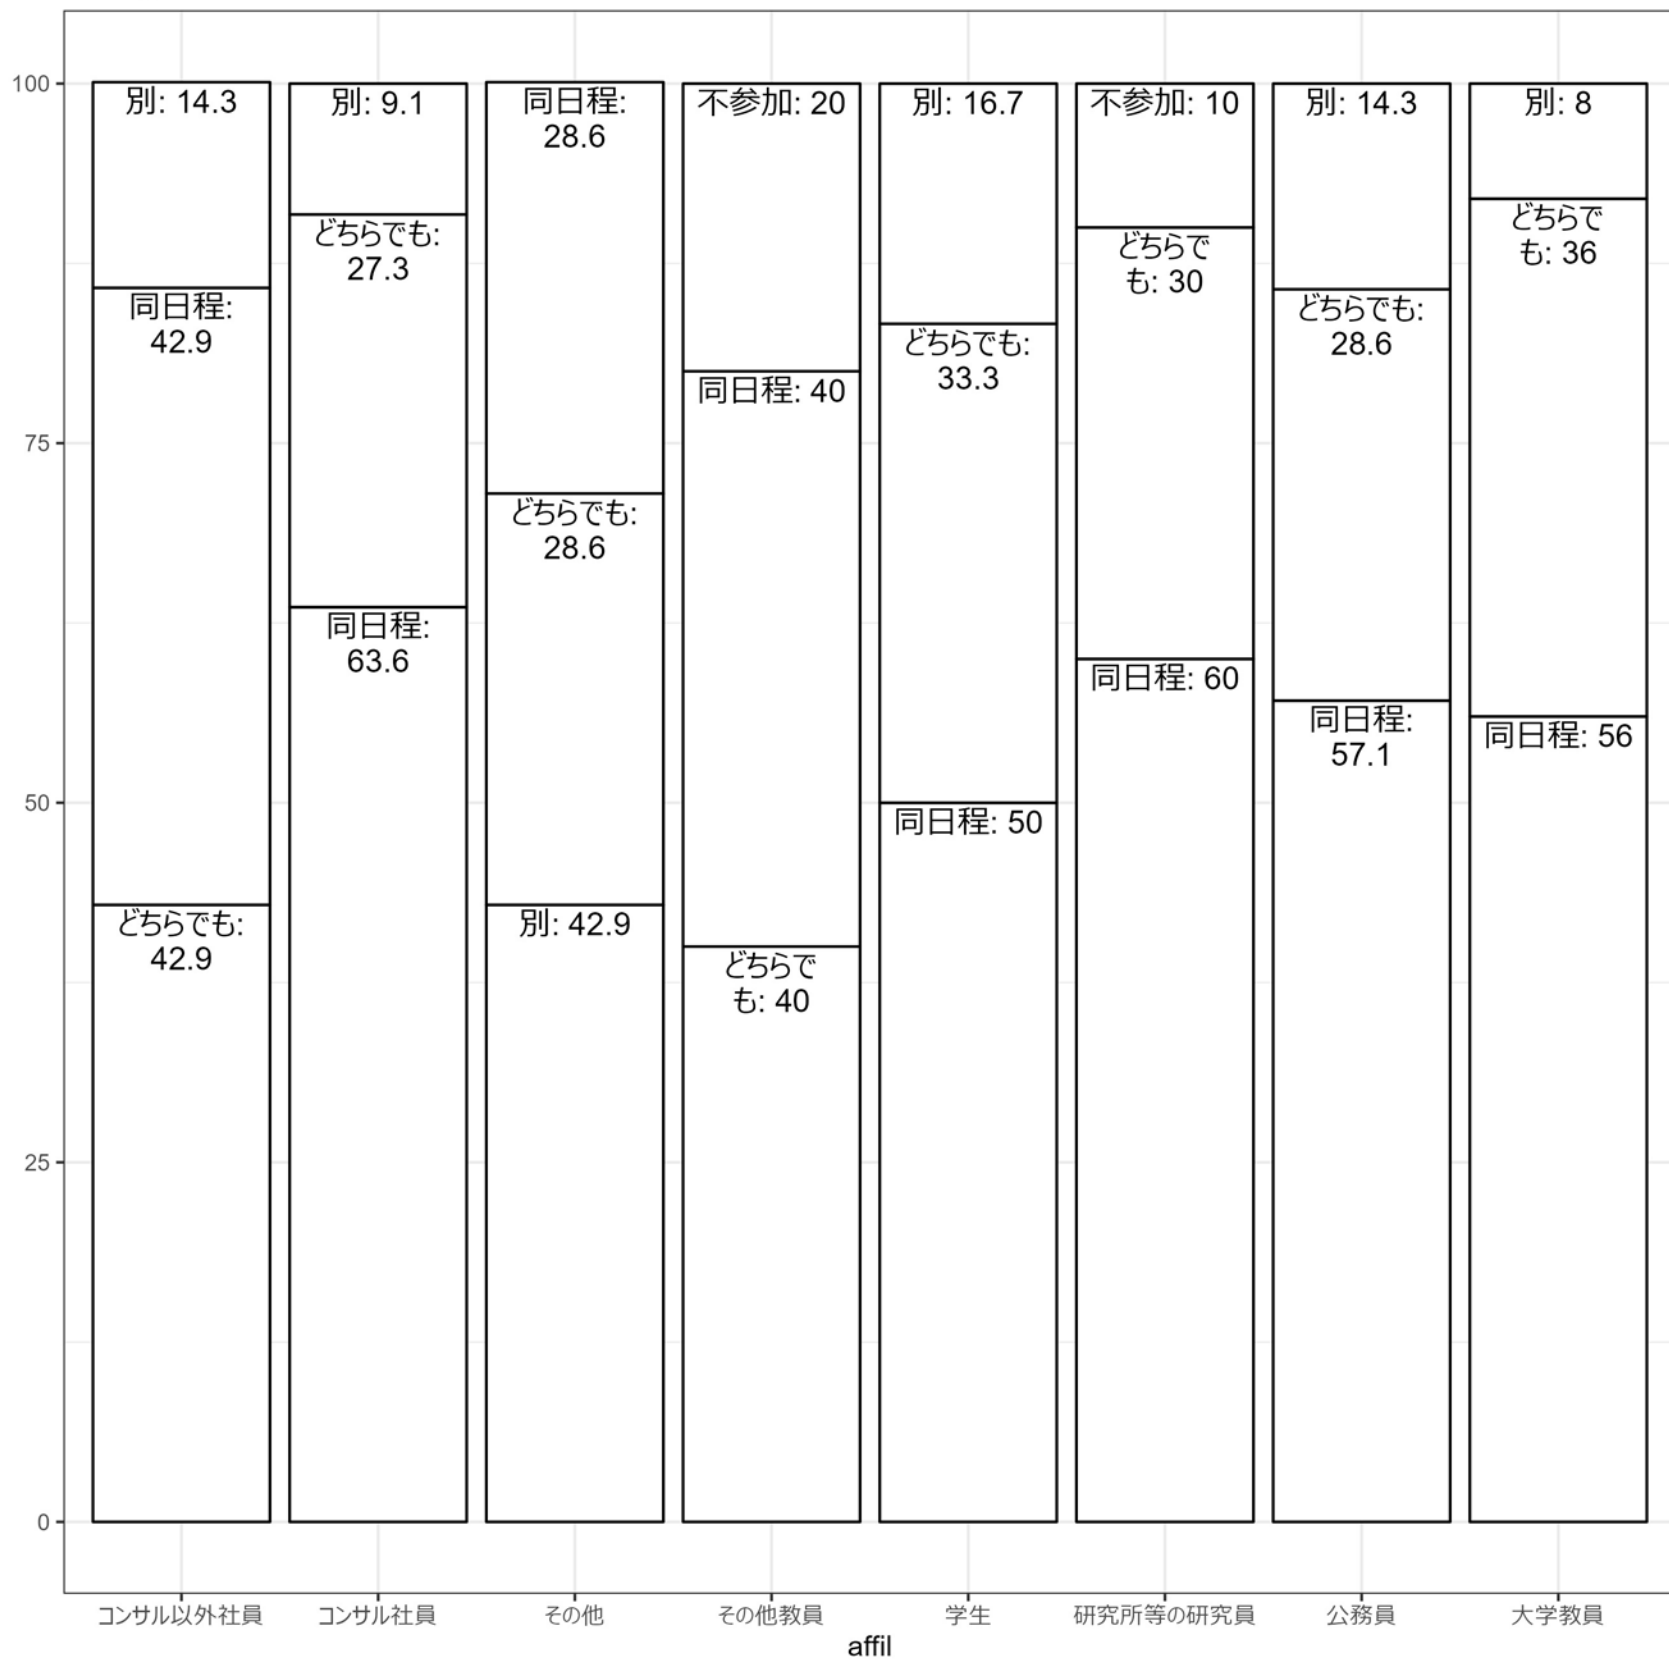 100
75
50
25
0
別: 14.3
同日程:
42.9
どちらでも:
42.9
別: 9.1
どちらでも:
27.3
同日程:
63.6
同日程:
28.6
どちらでも:
28.6
別: 42.9
不参加: 20
同日程: 40
どちらで
も: 40
別: 16.7
どちらでも:
33.3
同日程: 50
不参加: 10
どちらで
も: 30
同日程: 60
別: 14.3
どちらでも:
28.6
同日程:
57.1
別: 8
どちらで
も: 36
同日程: 56
コンサル以外社員
コンサル社員
その他
その他教員
学生
研究所等の研究員
公務員
大学教員
affil